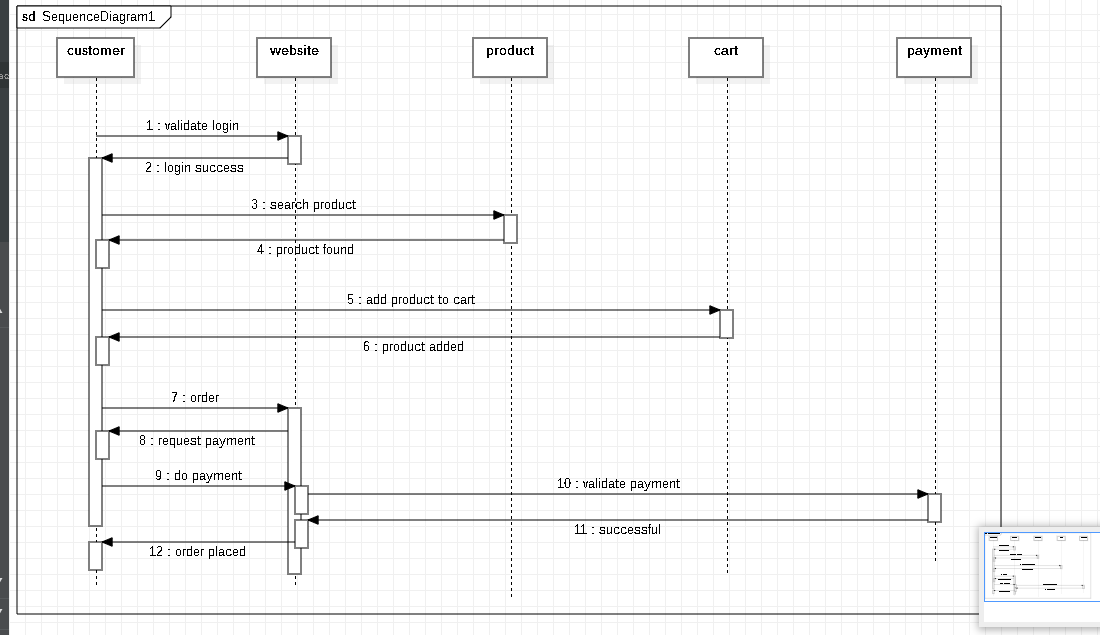 sd SequenceDiagram1
customer
website
product
cart
payment
1 : validate login
2 : login success
3 : search product
4 : product found
5 : add product to cart
6 : product added
7 : order
8 : request payment
9 : do payment
10 : validate payment
11 : successful
12 : order placed